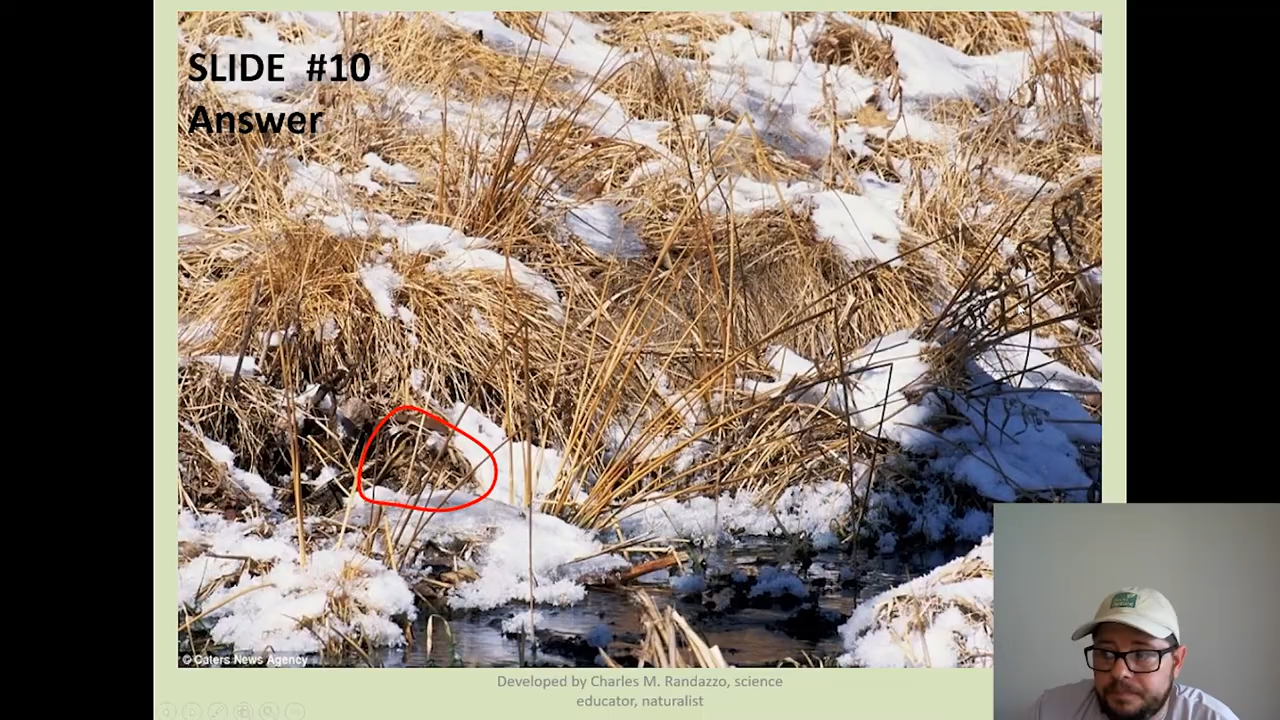 SLIDE #10
Answer
© Caters News Agency
Developed by Charles M. Randazzo, science
educator, naturalist